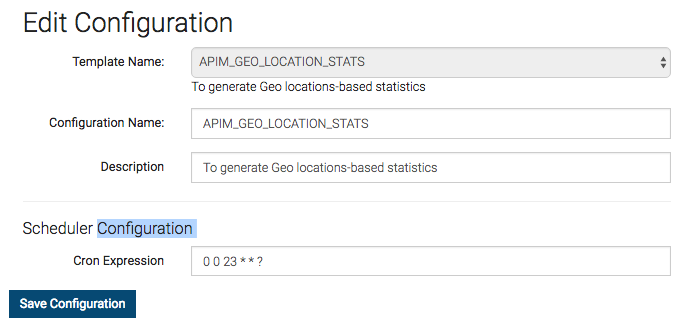 Edit Configuration
Template Name: APIM_GEO_LOCATION_STATS
To generate Geo locations-based statistics
Configuration Name: APIM_GEO_LOCATION_STATS
Description To generate Geo locations-based statistics
Scheduler Configuration
Cron Expression 0 0 23 * * ?
Save Configuration